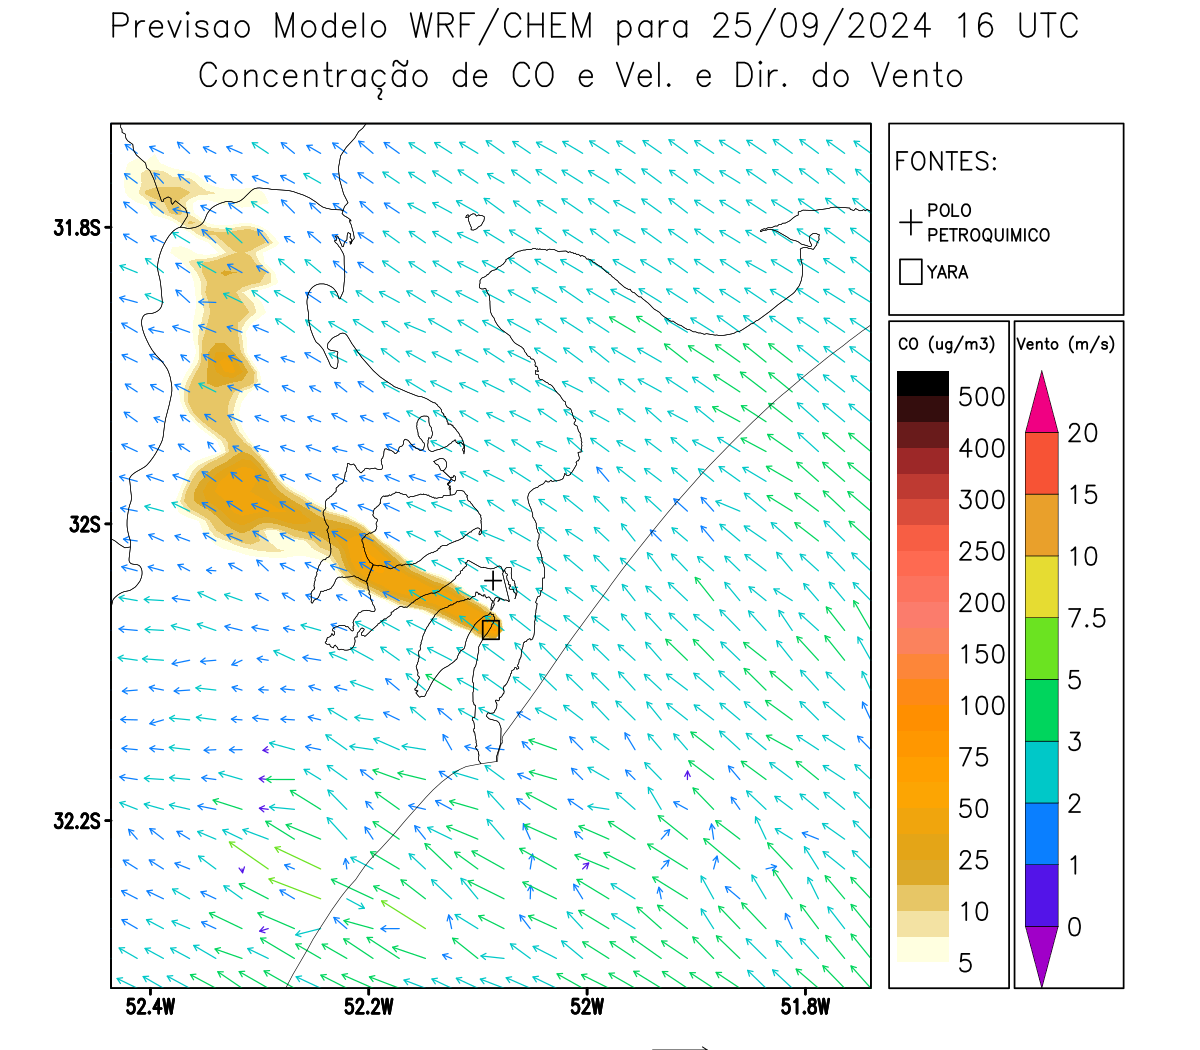 Previsao Modelo WRF/CHEM para 25/09/2024 16 UTC
Concentração de CO e Vel. e Dir. do Vento
FONTES:
POLO
PETROQUIMICO
YARA
CO (ug/m3)
500
400
300
250
200
150
100
75
50
25
10
5
Vento (m/s)
20
15
10
7.5
5
3
2
1
0
31.8S
32S
32.2S
52.4W
52.2W
52W
51.8W